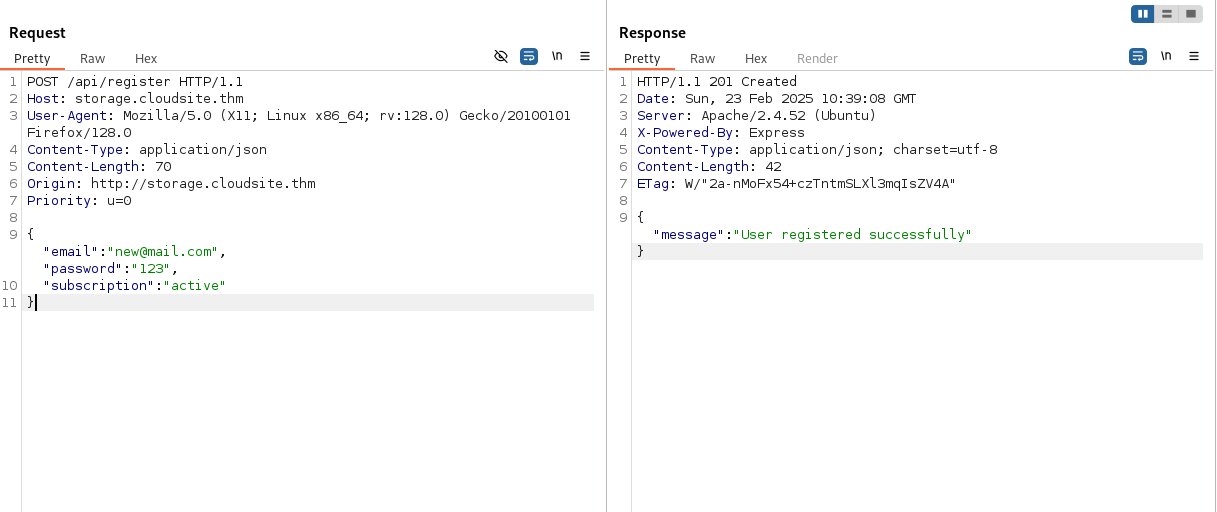 Request
Pretty Raw Hex \n
1 POST /api/register HTTP/1.1
2 Host: storage.cloudsite.thm
3 User-Agent: Mozilla/5.0 (X11; Linux x86_64; rv:128.0) Gecko/20100101
Firefox/128.0
4 Content-Type: application/json
5 Content-Length: 70
6 Origin: http://storage.cloudsite.thm
7 Priority: u=0
8
9 {
"email":"new@mail.com",
"password":"123",
10 "subscription":"active"
11 }
Response
Pretty Raw Hex Render \n
1 HTTP/1.1 201 Created
2 Date: Sun, 23 Feb 2025 10:39:08 GMT
3 Server: Apache/2.4.52 (Ubuntu)
4 X-Powered-By: Express
5 Content-Type: application/json; charset=utf-8
6 Content-Length: 42
7 ETag: W/"2a-nMoFx54+czTntmSLXl3mqIsZV4A"
8
9 {
"message":"User registered successfully"
}